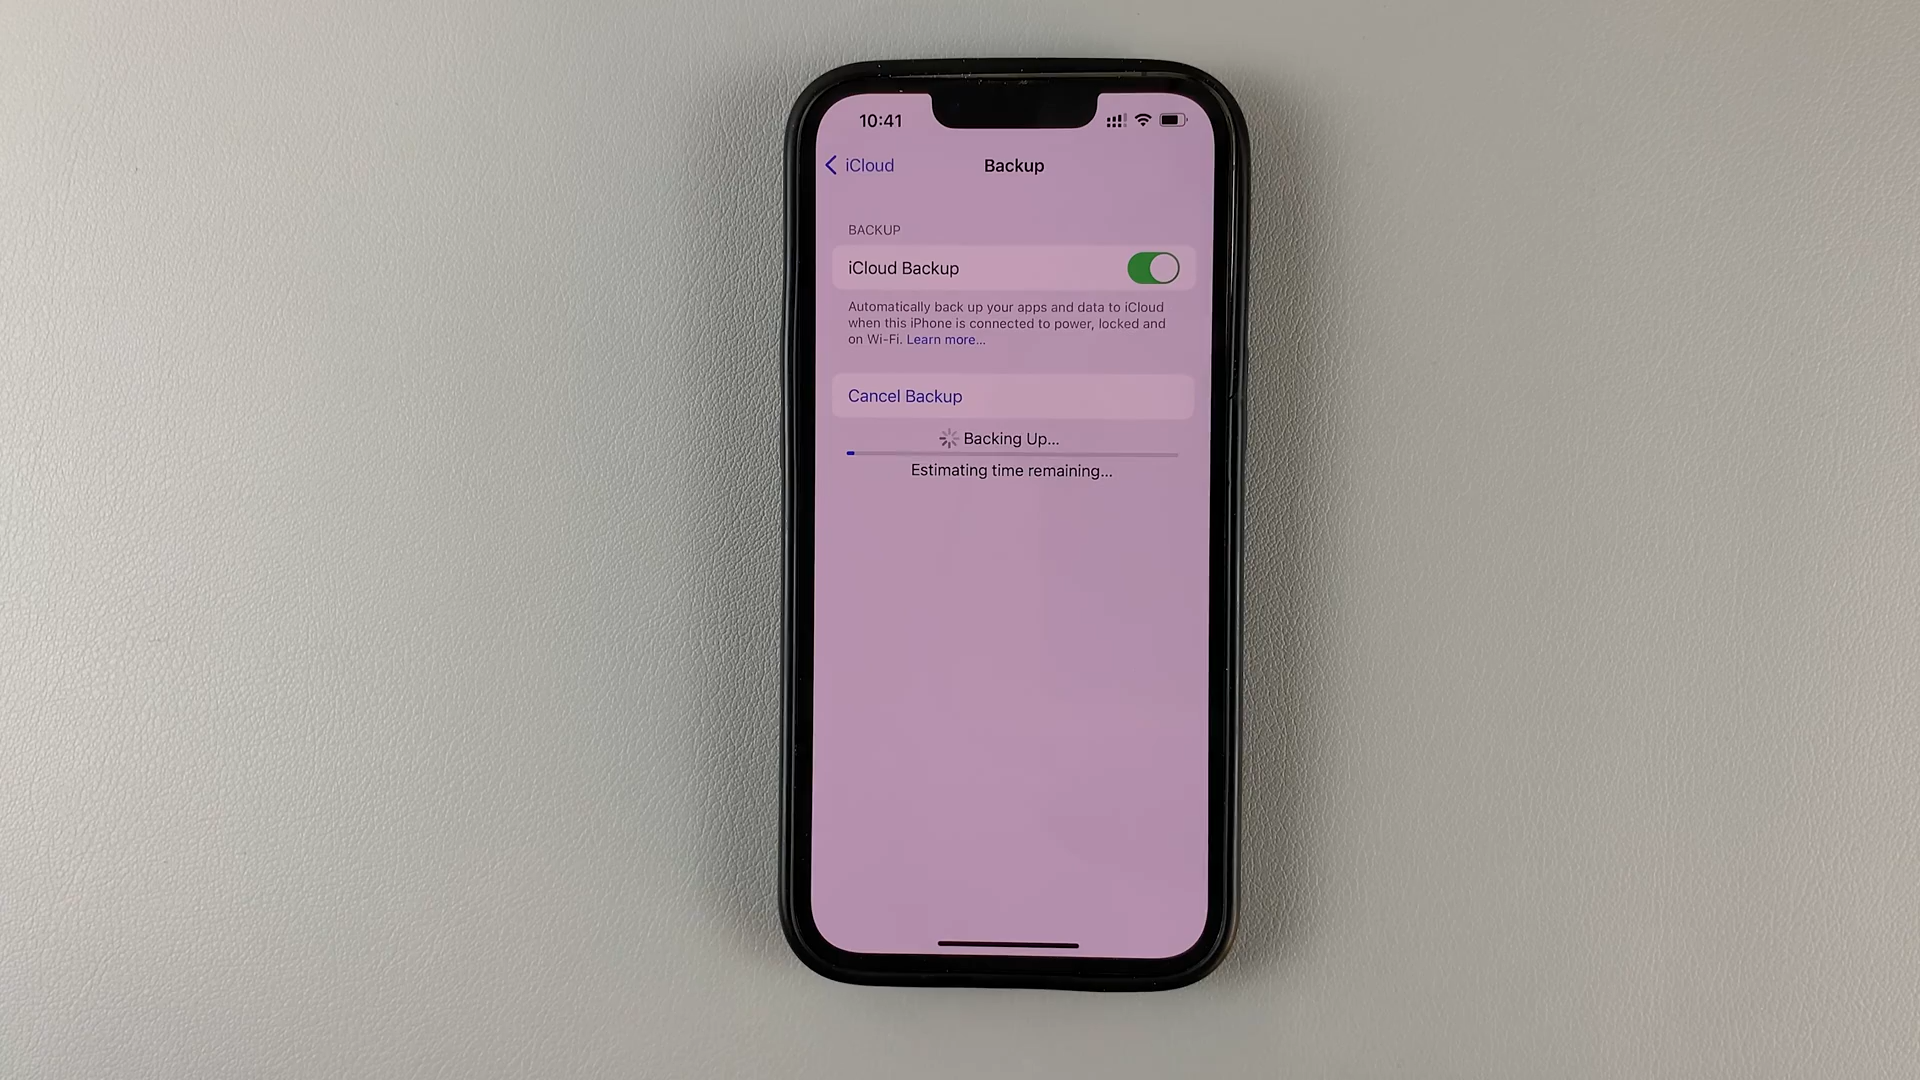 10:41
iCloud
Backup
BACKUP
iCloud Backup
Automatically back up your apps and data to iCloud
when this iPhone is connected to power, locked and
on Wi-Fi. Learn more...
Cancel Backup
Backing Up...
Estimating time remaining...